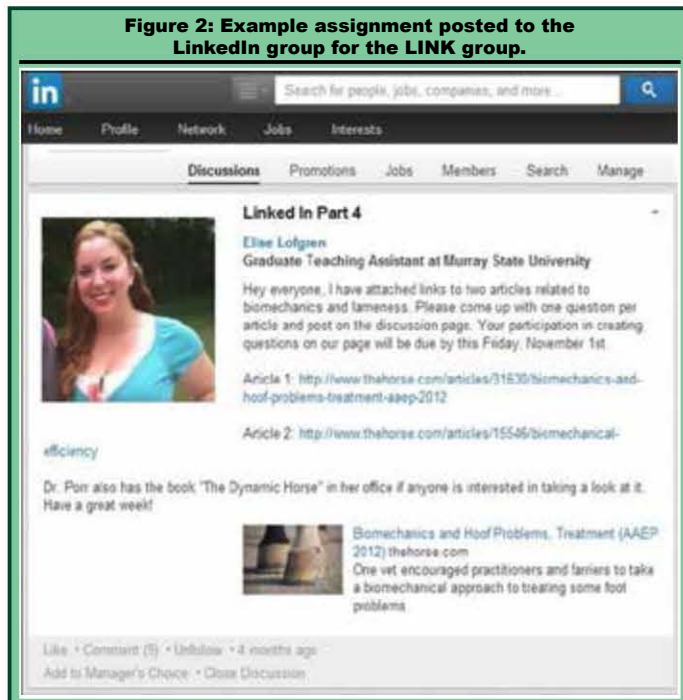 Figure 2: Example assignment posted to the
LinkedIn group for the LINK group.
in
Search for people, jobs, companies, and more...
Home Profile Network Jobs Interests
Discussions Promotions Jobs Members Search Manage
Linked In Part 4
Elise Lofgren
Graduate Teaching Assistant at Murray State University
Hey everyone, I have attached links to two articles related to
biomechanics and lameness. Please come up with one question per
article and post on the discussion page. Your participation in creating
questions on our page will be due by this Friday, November 1st.
Article 1: http://www.thehorse.com/articles/31630/biomechanics-and-
hoof-problems-treatment-aaep-2012
Article 2: http://www.thehorse.com/articles/15546/biomechanical-
efficiency
Dr. Porr also has the book "The Dynamic Horse" in her office if anyone is interested in taking a look at it.
Have a great week!
Biomechanics and Hoof Problems, Treatment (AAEP
2012) thehorse.com
One vet encouraged practitioners and farriers to take
a biomechanical approach to treating some foot
problems
Like • Comment (9) • Unfollow • 4 months ago
Add to Manager's Choice • Close Discussion